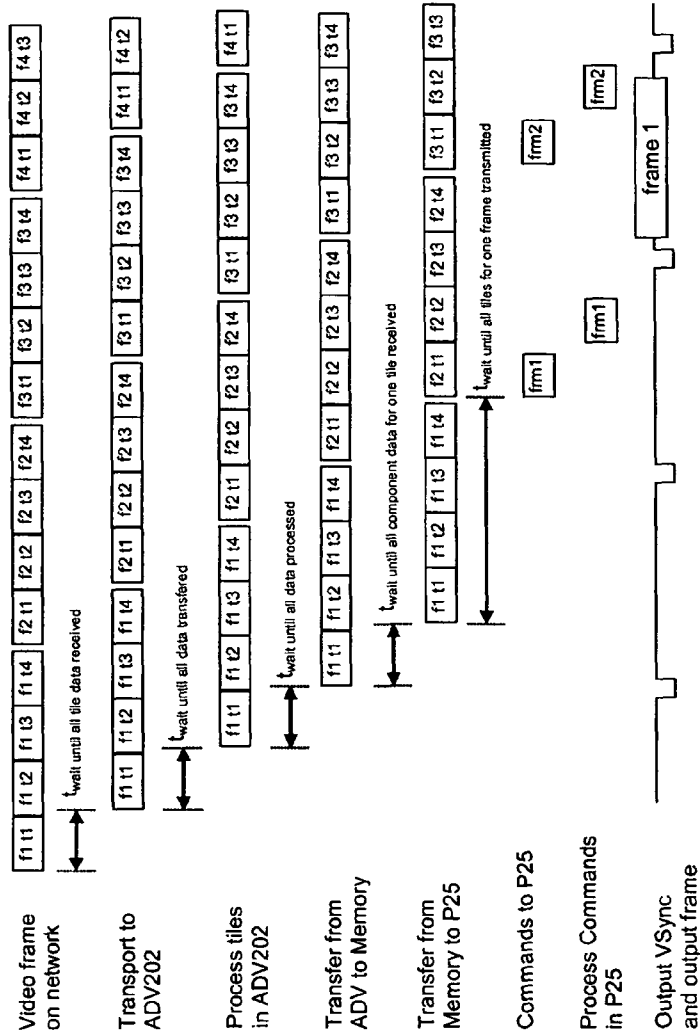 Video frame
on network
f1 t1 f1 t2 f1 t3 f1 t4 f2 t1 f2 t2 f2 t3 f2 t4 f3 t1 f3 t2 f3 t3 f3 t4 f4 t1 f4 t2 f4 t3
twait until all tile data received
Transport to
ADV202
f1 t1 f1 t2 f1 t3 f1 t4 f2 t1 f2 t2 f2 t3 f2 t4 f3 t1 f3 t2 f3 t3 f3 t4 f4 t1 f4 t2
twait until all data transfered
Process tiles
in ADV202
f1 t1 f1 t2 f1 t3 f1 t4 f2 t1 f2 t2 f2 t3 f2 t4 f3 t1 f3 t2 f3 t3 f3 t4 f4 t1
twait until all data processed
Transfer from
ADV to Memory
f1 t1 f1 t2 f1 t3 f1 t4 f2 t1 f2 t2 f2 t3 f2 t4 f3 t1 f3 t2 f3 t3 f3 t4
twait until all component data for one tile received
Transfer from
Memory to P25
f1 t1 f1 t2 f1 t3 f1 t4 f2 t1 f2 t2 f2 t3 f2 t4 f3 t1 f3 t2 f3 t3
twait until all tiles for one frame transmitted
Commands to P25
frm1 frm2
Process Commands
in P25
frm1 frm2
Output VSync
and output frame
frame 1